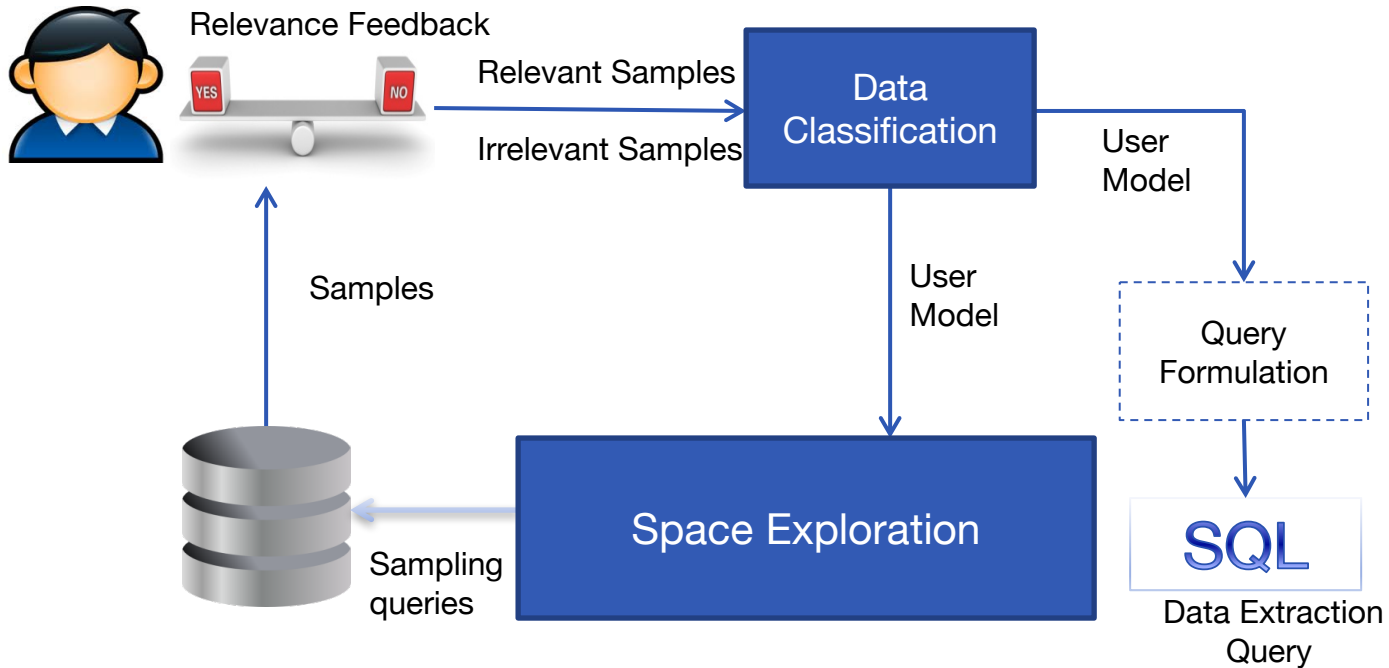 Relevance Feedback
YES
NO
Relevant Samples
Irrelevant Samples
Data
Classification
User
Model
Samples
User
Model
Query
Formulation
Space Exploration
Sampling
queries
SQL
Data Extraction
Query